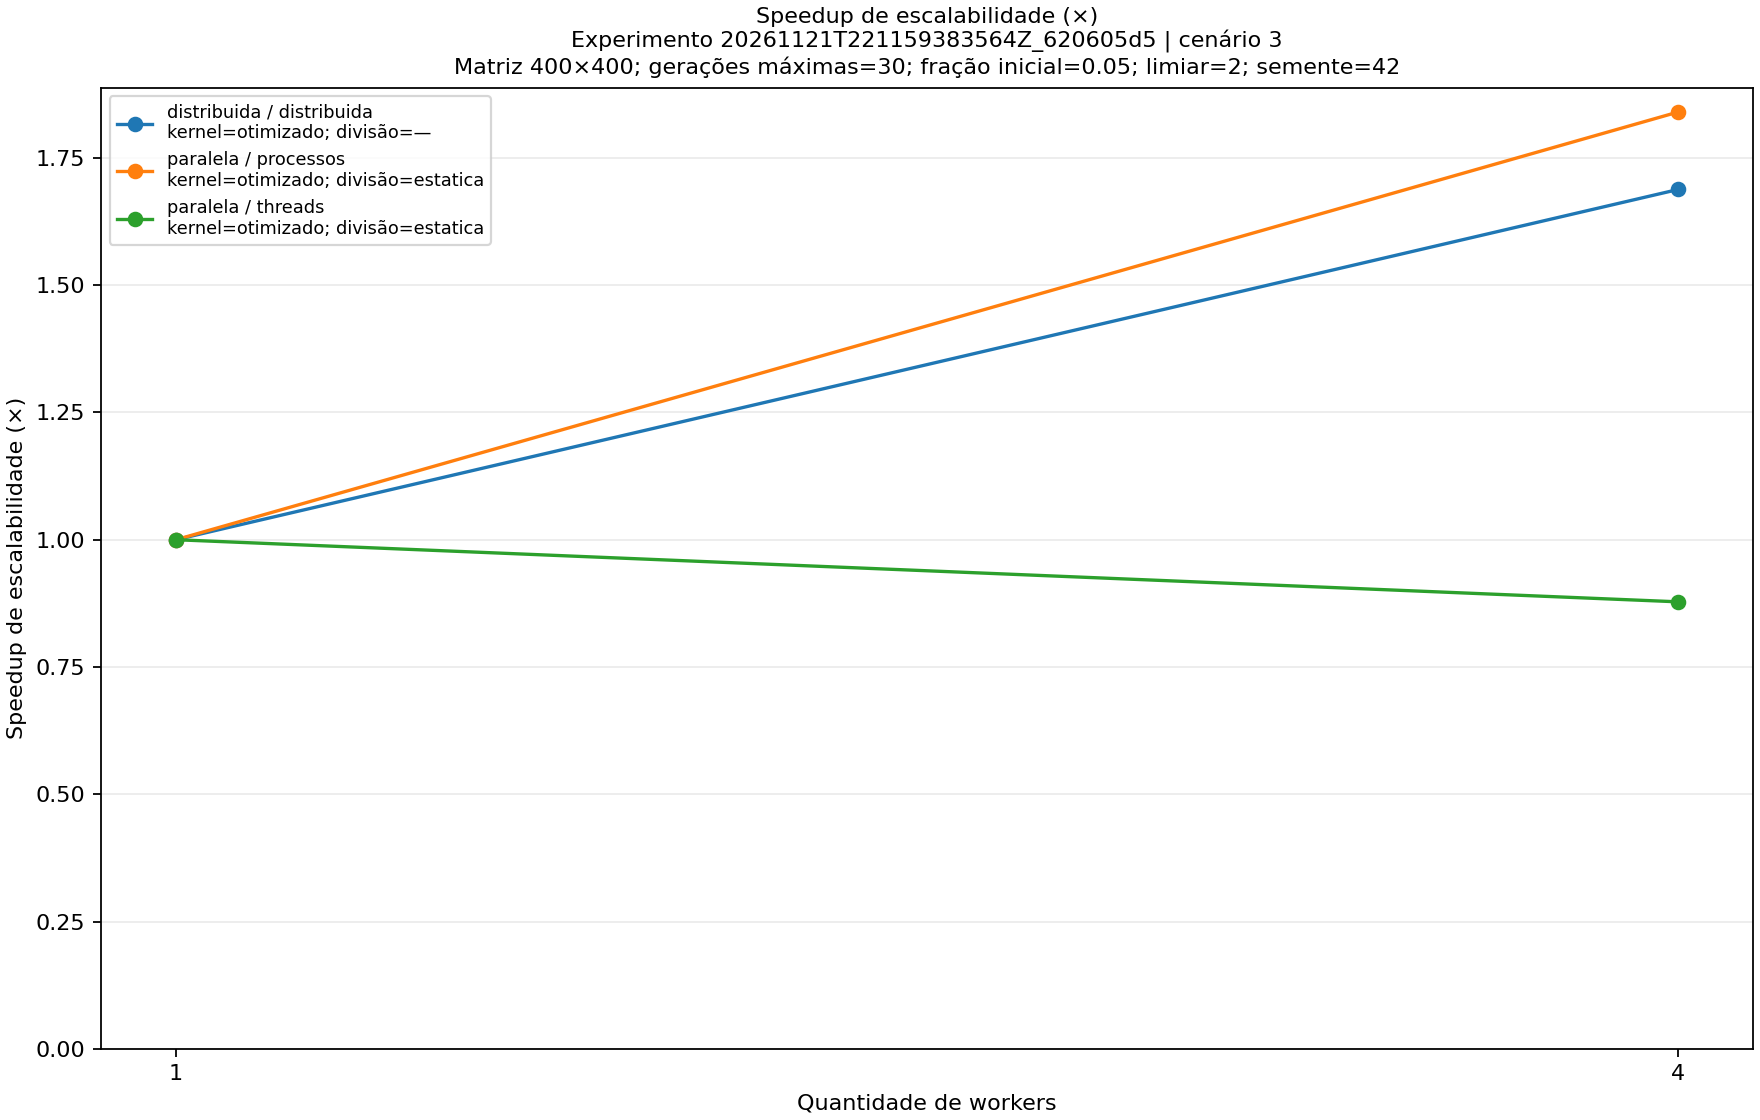 Speedup de escalabilidade (×)
Experimento 20261121T221159383564Z_620605d5 | cenário 3
Matriz 400×400; gerações máximas=30; fração inicial=0.05; limiar=2; semente=42
distribuida / distribuida
kernel=otimizado; divisão=—
paralela / processos
kernel=otimizado; divisão=estatica
paralela / threads
kernel=otimizado; divisão=estatica
Speedup de escalabilidade (×)
1.75
1.50
1.25
1.00
0.75
0.50
0.25
0.00
1
4
Quantidade de workers